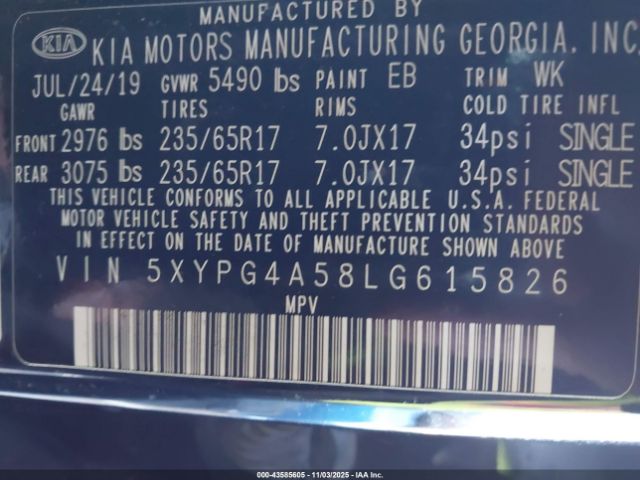 MANUFACTURED BY
KIA KIA MOTORS MANUFACTURING GEORGIA, INC.
JUL/24/19 GVWR 5490 lbs PAINT EB TRIM WK
GAWR TIRES RIMS COLD TIRE INFL
FRONT 2976 lbs 235/65R17 7.0JX17 34psi SINGLE
REAR 3075 lbs 235/65R17 7.0JX17 34psi SINGLE
THIS VEHICLE CONFORMS TO ALL APPLICABLE U.S.A. FEDERAL
MOTOR VEHICLE SAFETY AND THEFT PREVENTION STANDARDS
IN EFFECT ON THE DATE OF MANUFACTURE SHOWN ABOVE
VIN 5XYPG4A58LG615826
MPV
000-43585605 - 11/03/2025 - IAA Inc.